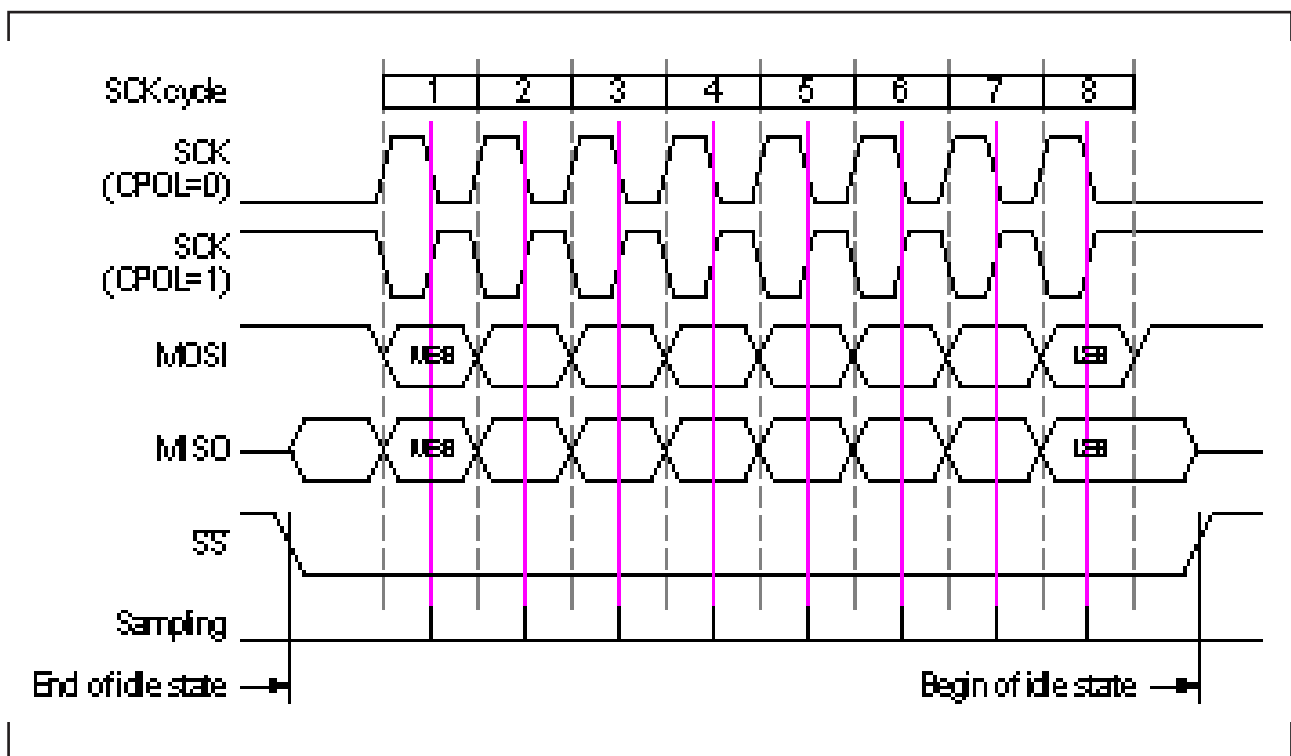 SCK cycle 1 2 3 4 5 6 7 8
SCK
(CPOL=0)
SCK
(CPOL=1)
MOSI MSB LSB
MISO MSB LSB
SS
Sampling
End of idle state Begin of idle state